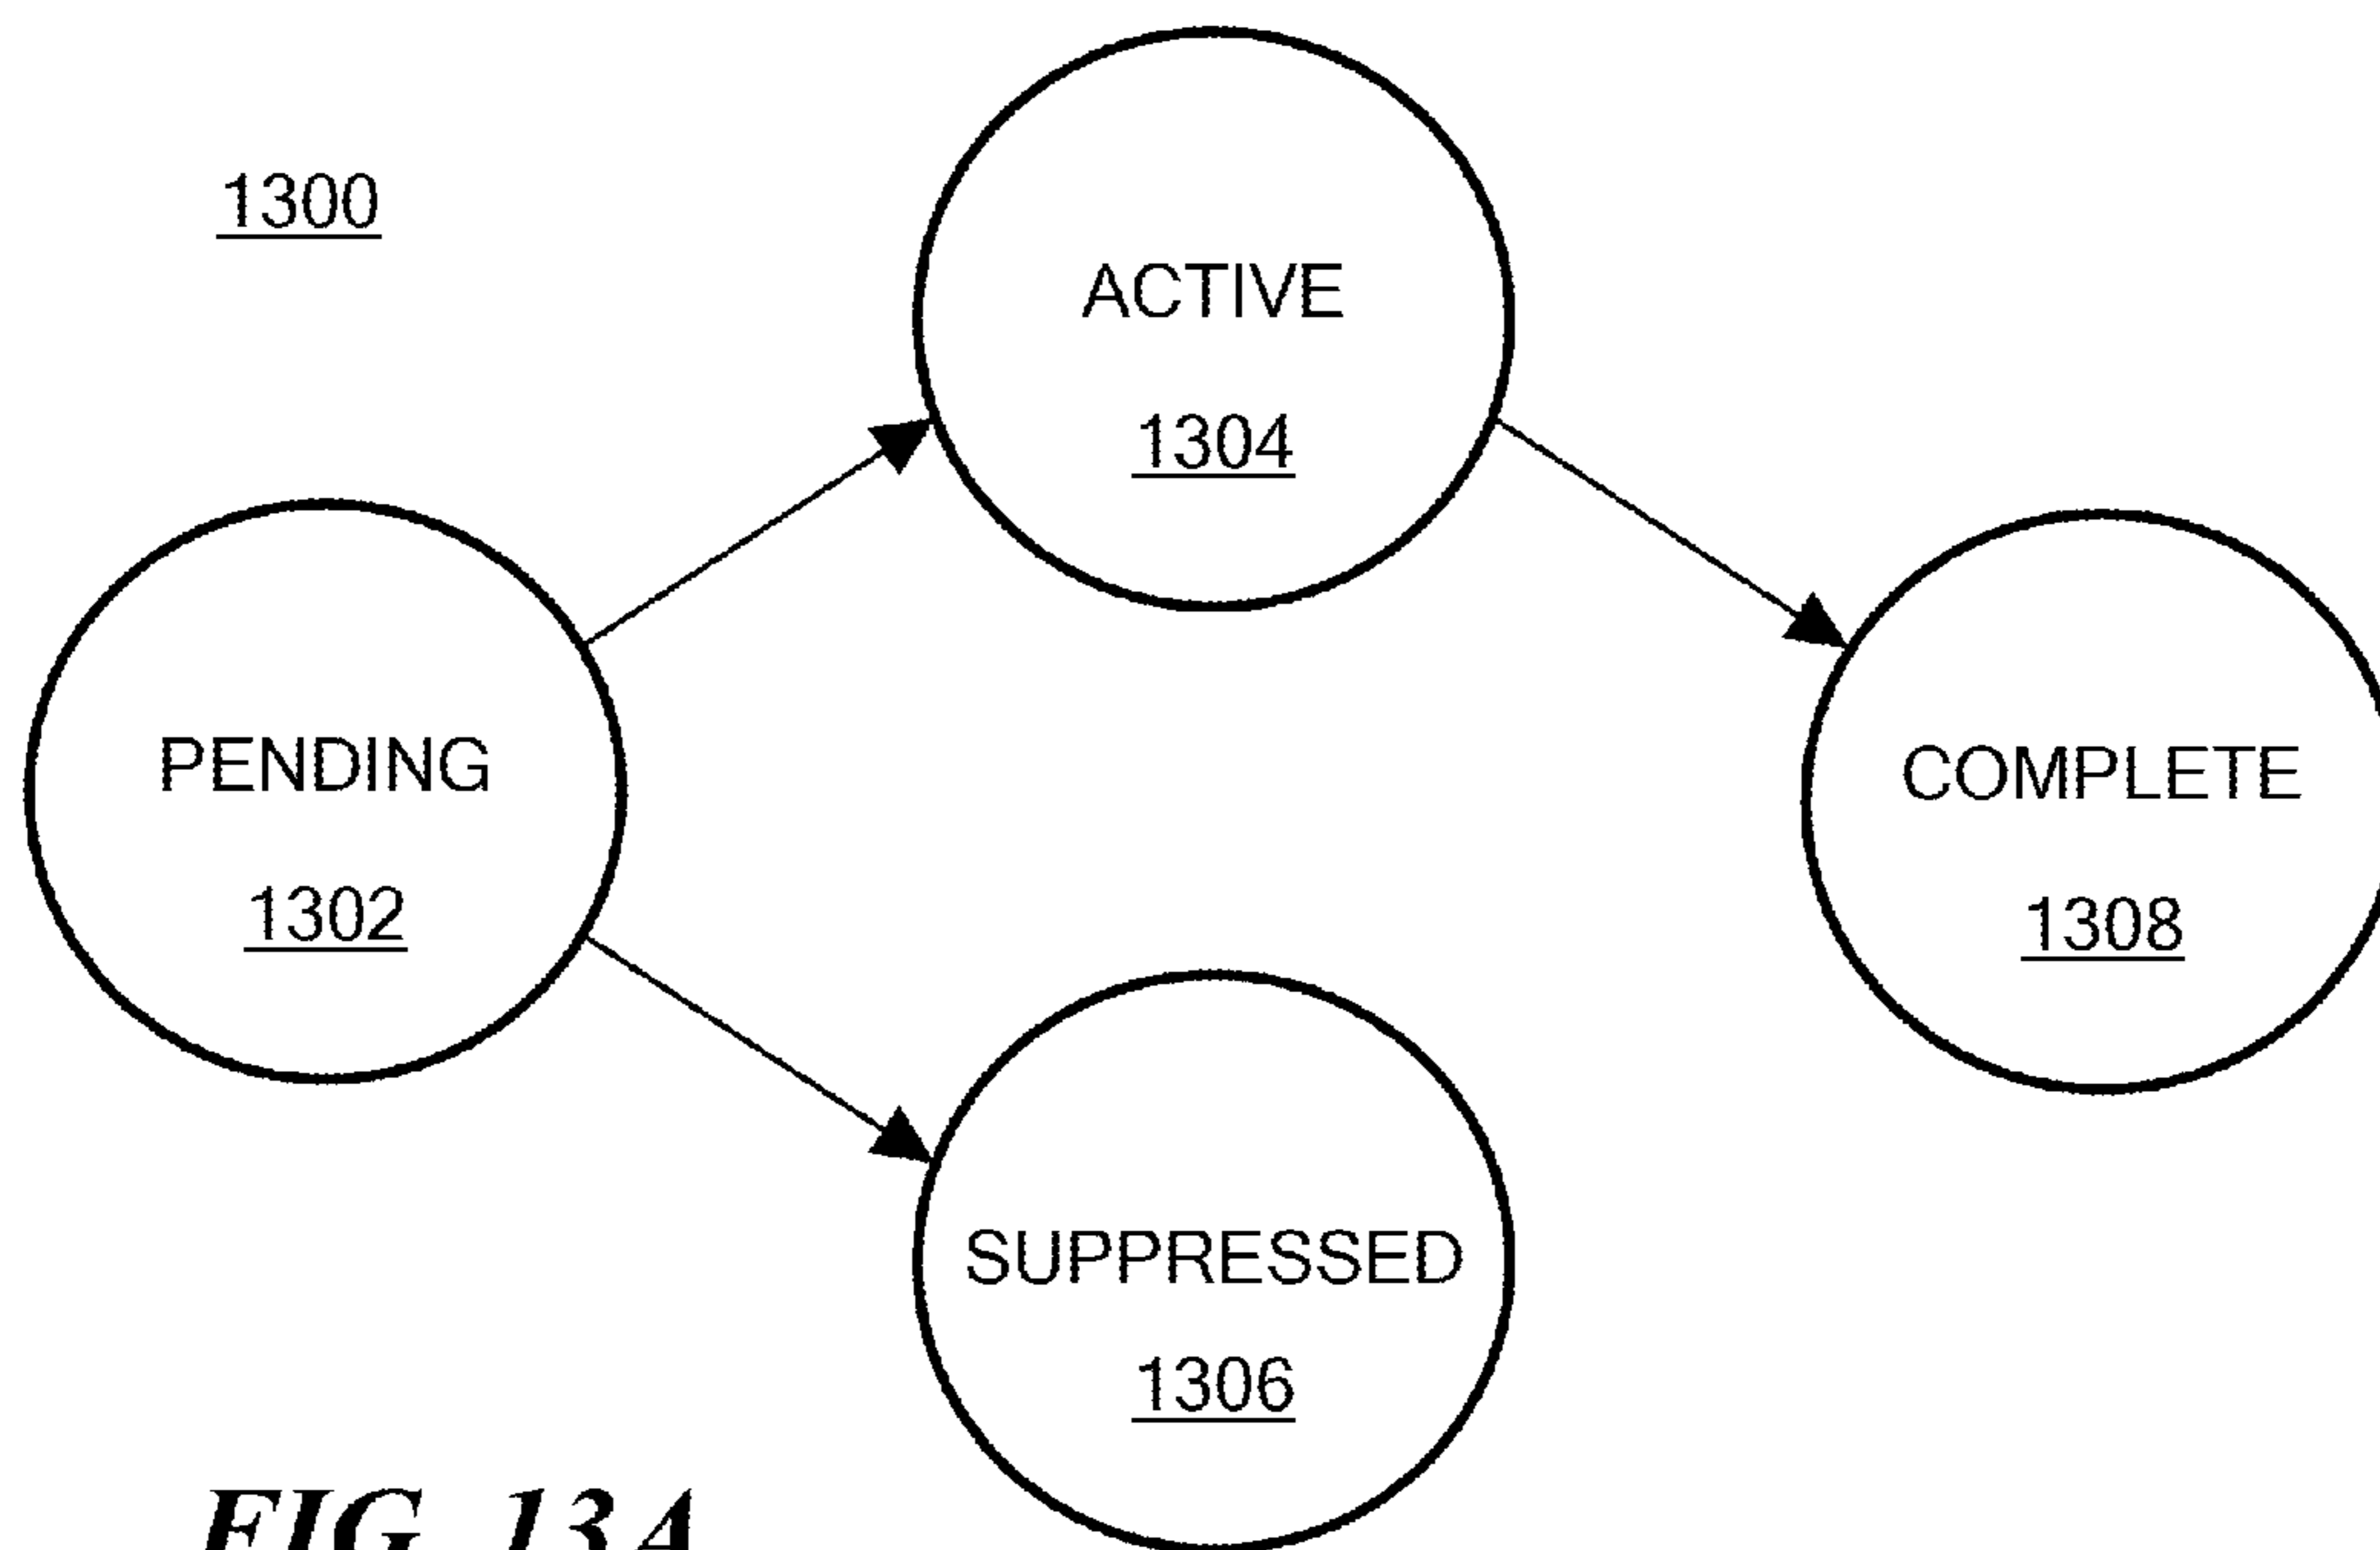 1300
ACTIVE
1304
PENDING
1302
COMPLETE
1308
SUPPRESSED
1306
FIG 13A